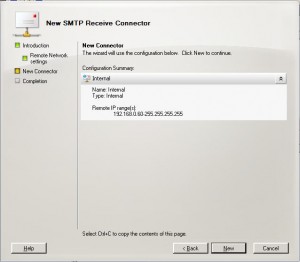 New SMTP Receive Connector
Introduction
Remote Network
settings
New Connector
Completion
New Connector
The wizard will use the configuration below. Click New to continue.
Configuration Summary:
Internal
Name: Internal
Type: Internal
Remote IP range(s):
192.168.0.60-255.255.255.255
Select Ctrl+C to copy the contents of this page.
Help
< Back
New
Cancel